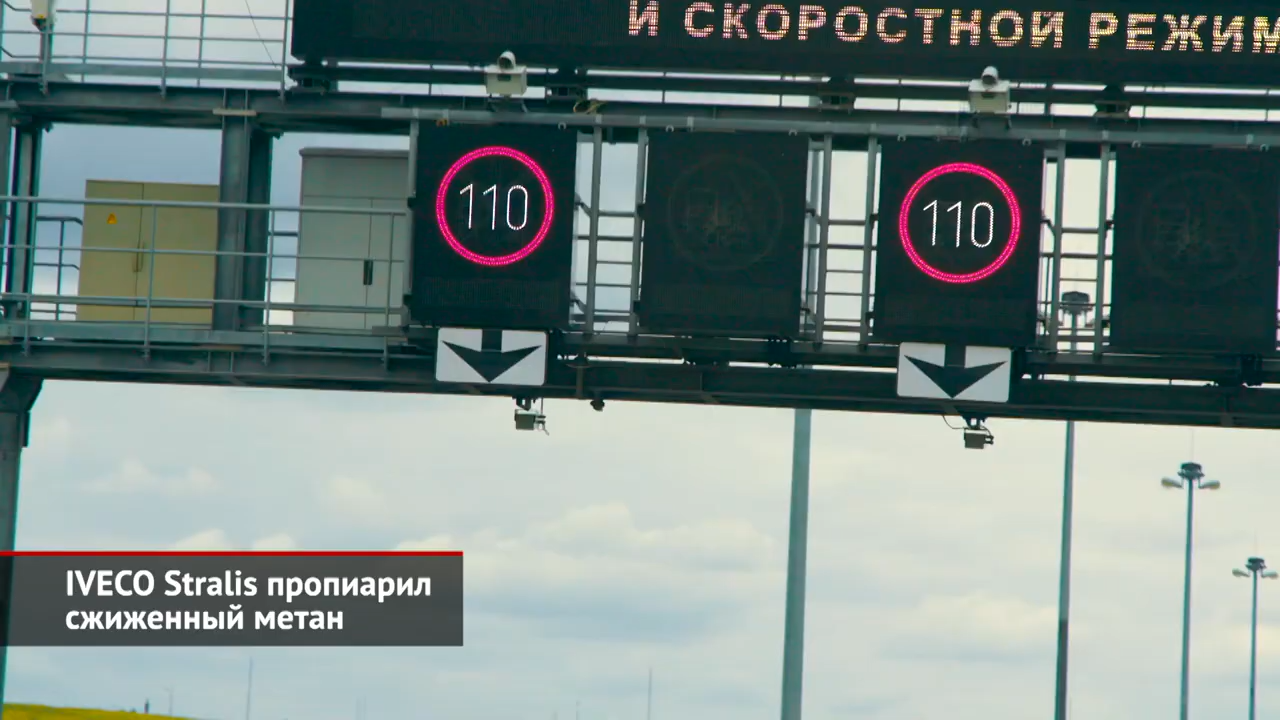 И СКОРОСТНОЙ РЕЖИМ
110
110
IVECO Stralis пропиарил
сжиженный метан